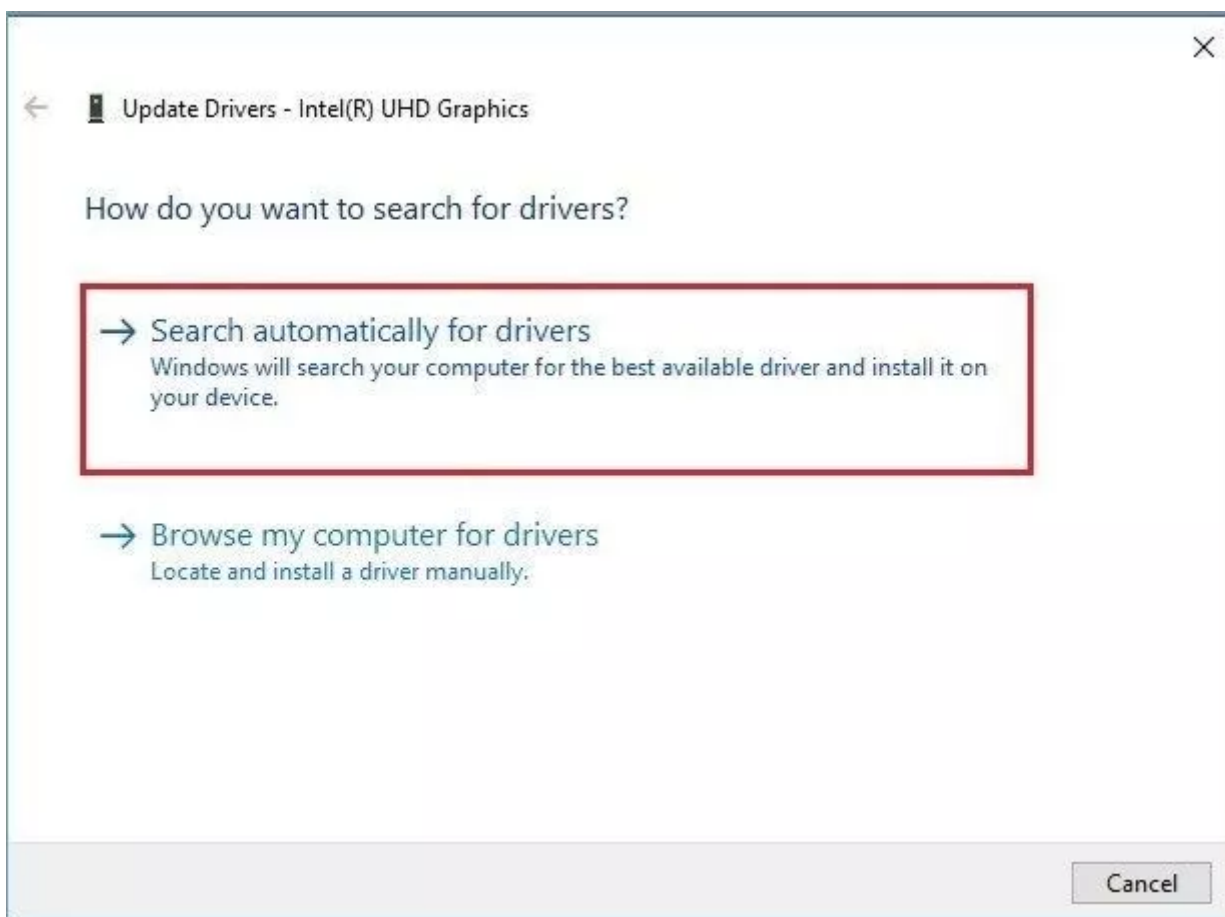 Update Drivers - Intel(R) UHD Graphics
How do you want to search for drivers?
Search automatically for drivers
Windows will search your computer for the best available driver and install it on
your device.
Browse my computer for drivers
Locate and install a driver manually.
Cancel